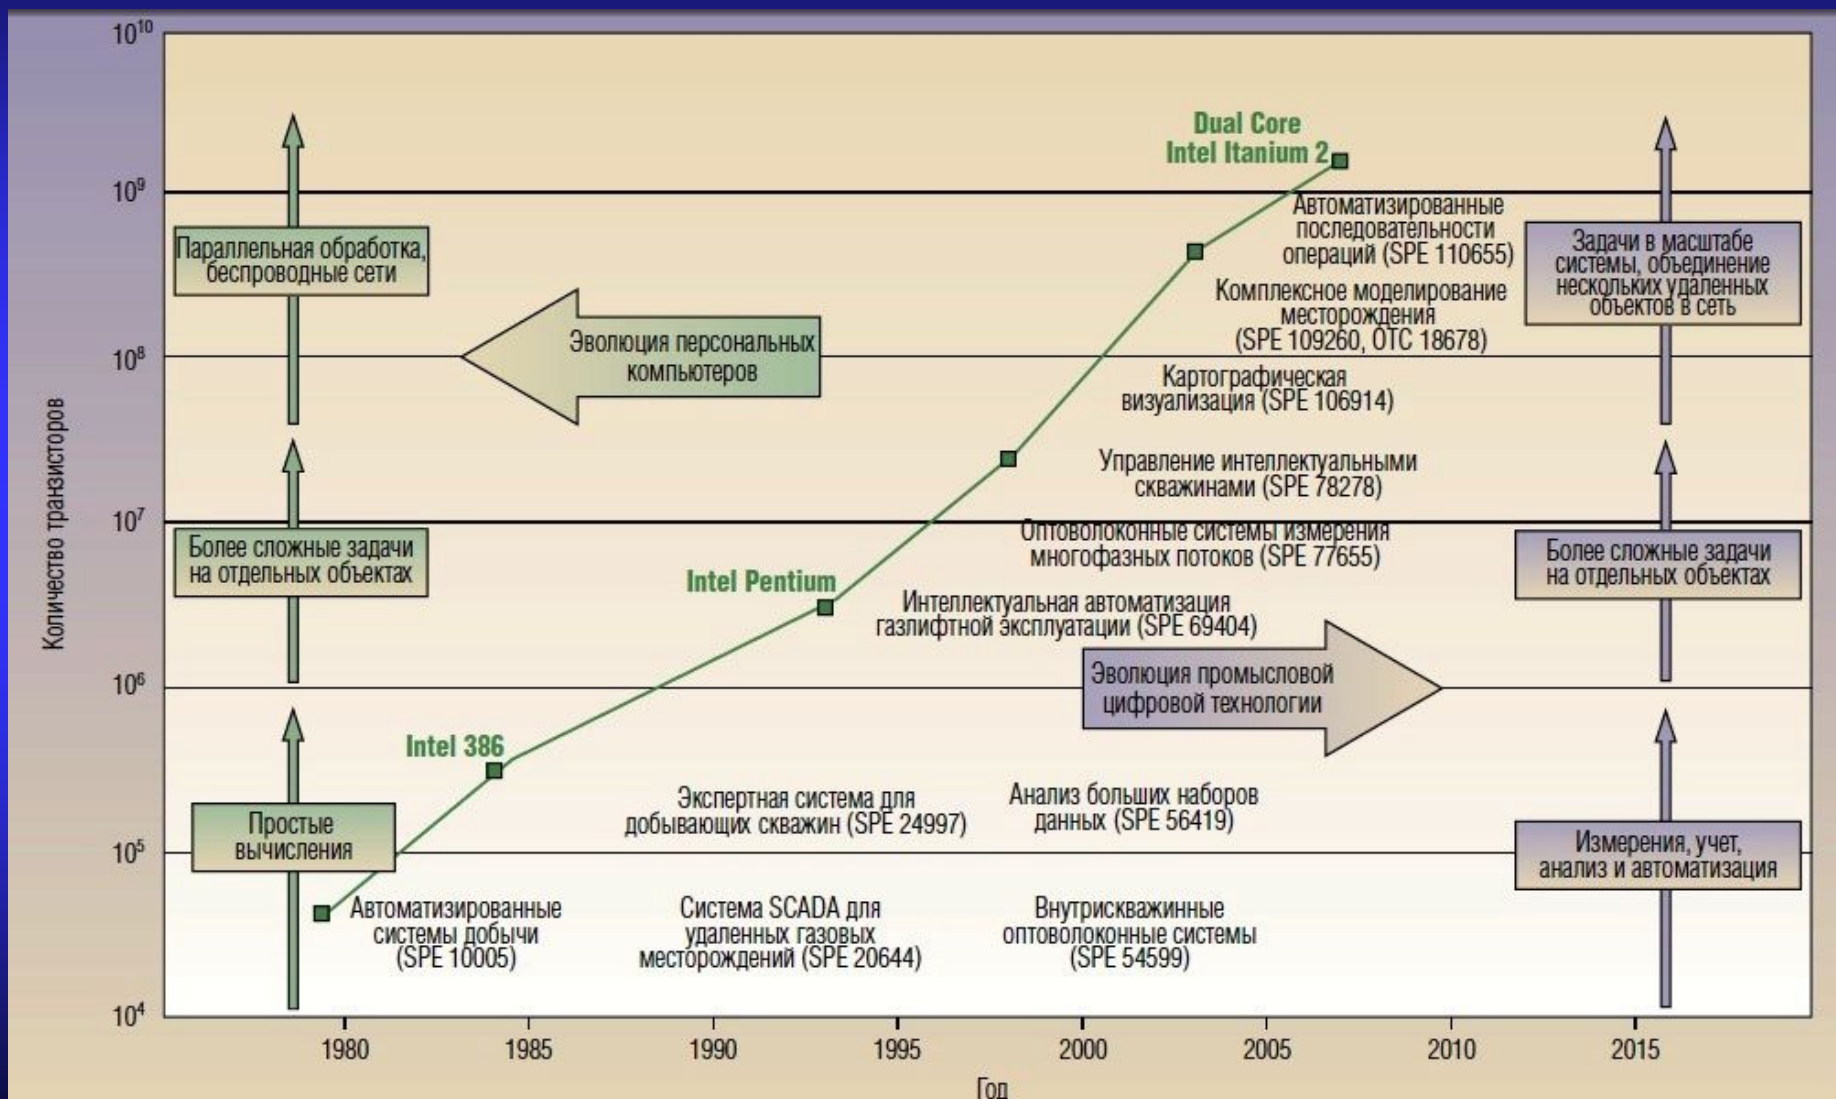 Количество транзисторов
10¹⁰
10⁹
10⁸
10⁷
10⁶
10⁵
10⁴
Параллельная обработка,
беспроводные сети
Более сложные задачи
на отдельных объектах
Простые
вычисления
Эволюция персональных
компьютеров
Dual Core
Intel Itanium 2
Intel Pentium
Intel 386
Автоматизированные
последовательности
операций (SPE 110655)
Комплексное моделирование
месторождения
(SPE 109260, OTC 18678)
Картографическая
визуализация (SPE 106914)
Управление интеллектуальными
скважинами (SPE 78278)
Оптоволоконные системы измерения
многофазных потоков (SPE 77655)
Интеллектуальная автоматизация
газлифтной эксплуатации (SPE 69404)
Эволюция промысловой
цифровой технологии
Экспертная система для
добывающих скважин (SPE 24997)
Анализ больших наборов
данных (SPE 56419)
Автоматизированные
системы добычи
(SPE 10005)
Система SCADA для
удаленных газовых
месторождений (SPE 20644)
Внутрискважинные
оптоволоконные системы
(SPE 54599)
Задачи в масштабе
системы, объединение
нескольких удаленных
объектов в сеть
Более сложные задачи
на отдельных объектах
Измерения, учет,
анализ и автоматизация
1980 1985 1990 1995 2000 2005 2010 2015
Год